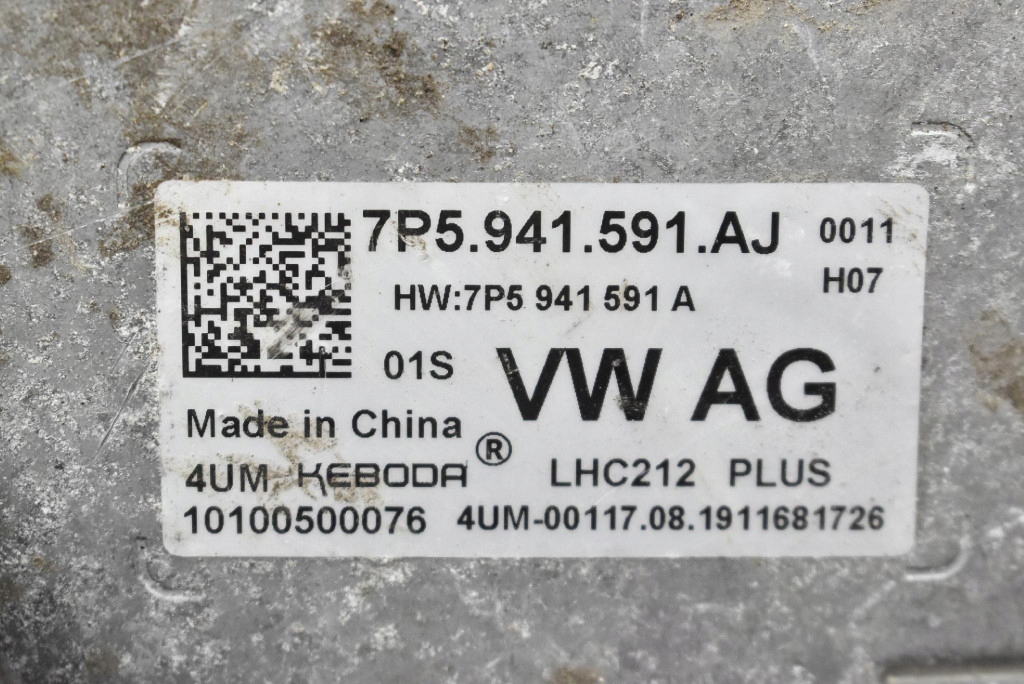 7P5.941.591.AJ 0011
HW:7P5 941 591 A H07
01S VW AG
Made in China
4UM KEBODA ® LHC212 PLUS
10100500076 4UM-00117.08.1911681726